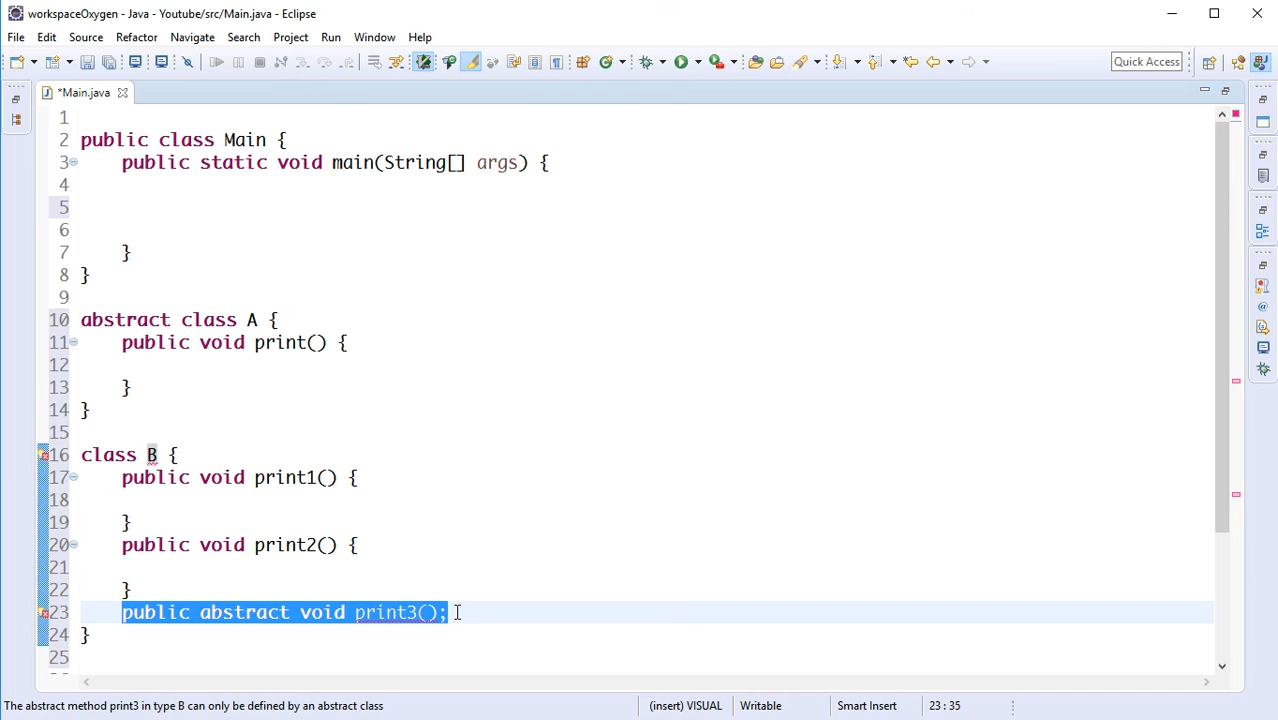 workspaceOxygen - Java - Youtube/src/Main.java - Eclipse
File Edit Source Refactor Navigate Search Project Run Window Help
Quick Access
*Main.java
1
2 public class Main {
3 public static void main(String[] args) {
4
5
6
7 }
8 }
9
10 abstract class A {
11 public void print() {
12
13 }
14 }
15
16 class B {
17 public void print1() {
18
19 }
20 public void print2() {
21
22 }
23 public abstract void print3();
24 }
25
The abstract method print3 in type B can only be defined by an abstract class (insert) VISUAL Writable Smart Insert 23 : 35